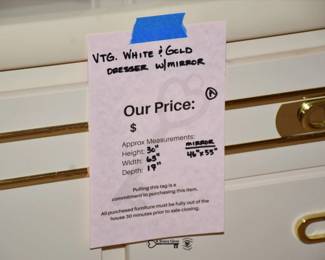 VTG. WHITE & GOLD
DRESSER W/MIRROR
Our Price: A
$
Approx Measurements:
Height: 30"
Width: 63"
Depth: 19"
MIRROR
46"x55"
Pulling this tag is a
commitment to purchasing this item.
All purchased furniture must be fully out of the
house 30 minutes prior to sale closing.